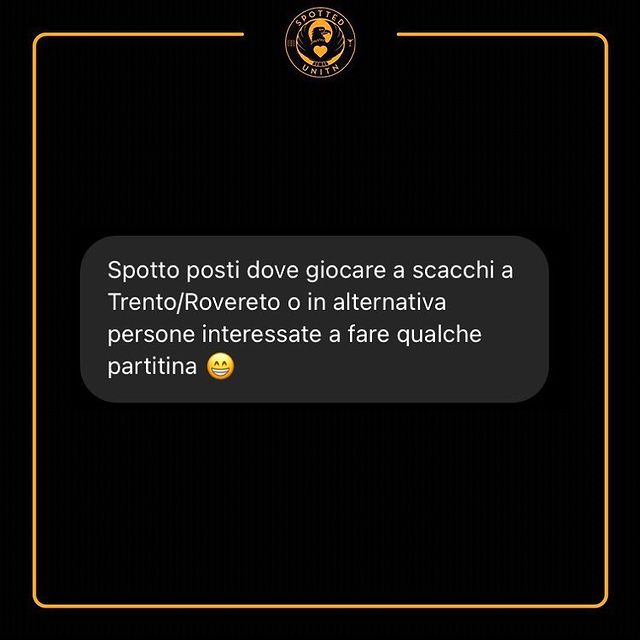 SPOTTED
UNITN
Spotto posti dove giocare a scacchi a
Trento/Rovereto o in alternativa
persone interessate a fare qualche
partitina 😁